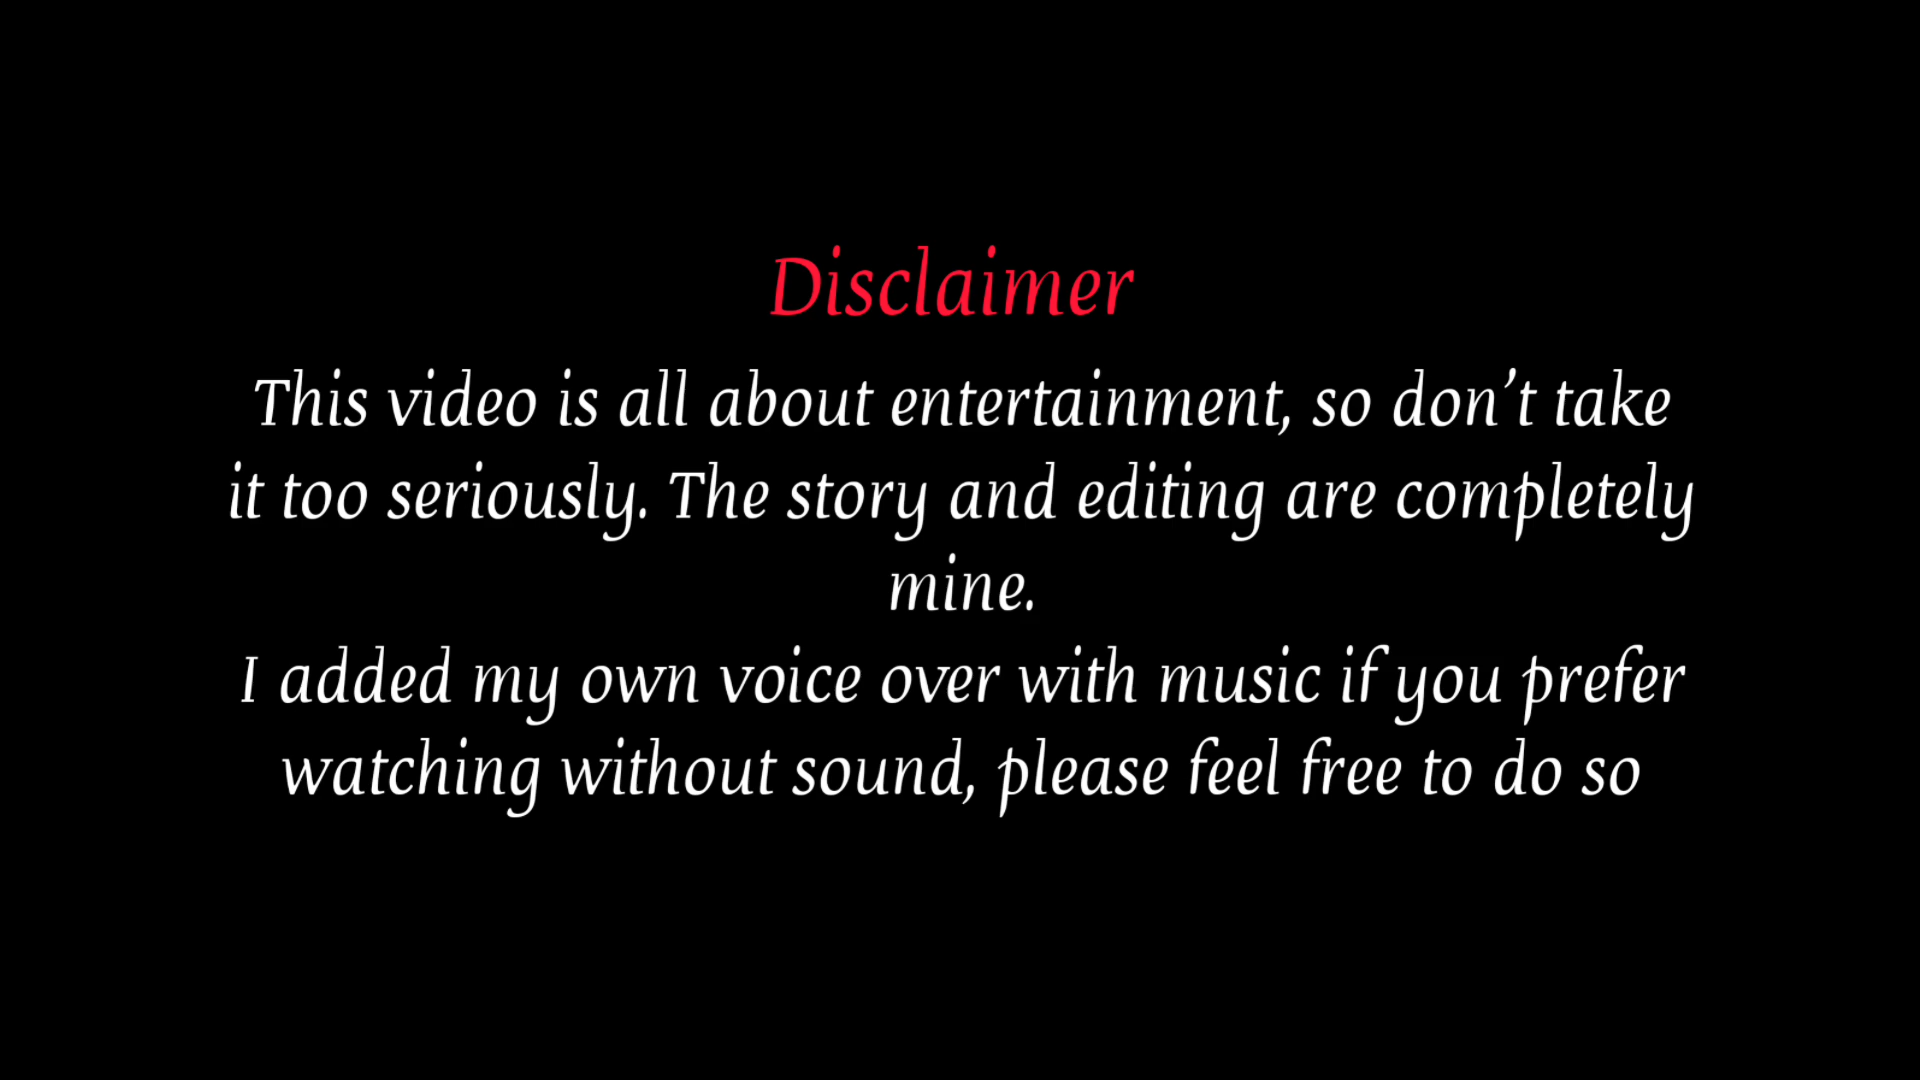 Disclaimer
This video is all about entertainment, so don’t take
it too seriously. The story and editing are completely
mine.
I added my own voice over with music if you prefer
watching without sound, please feel free to do so